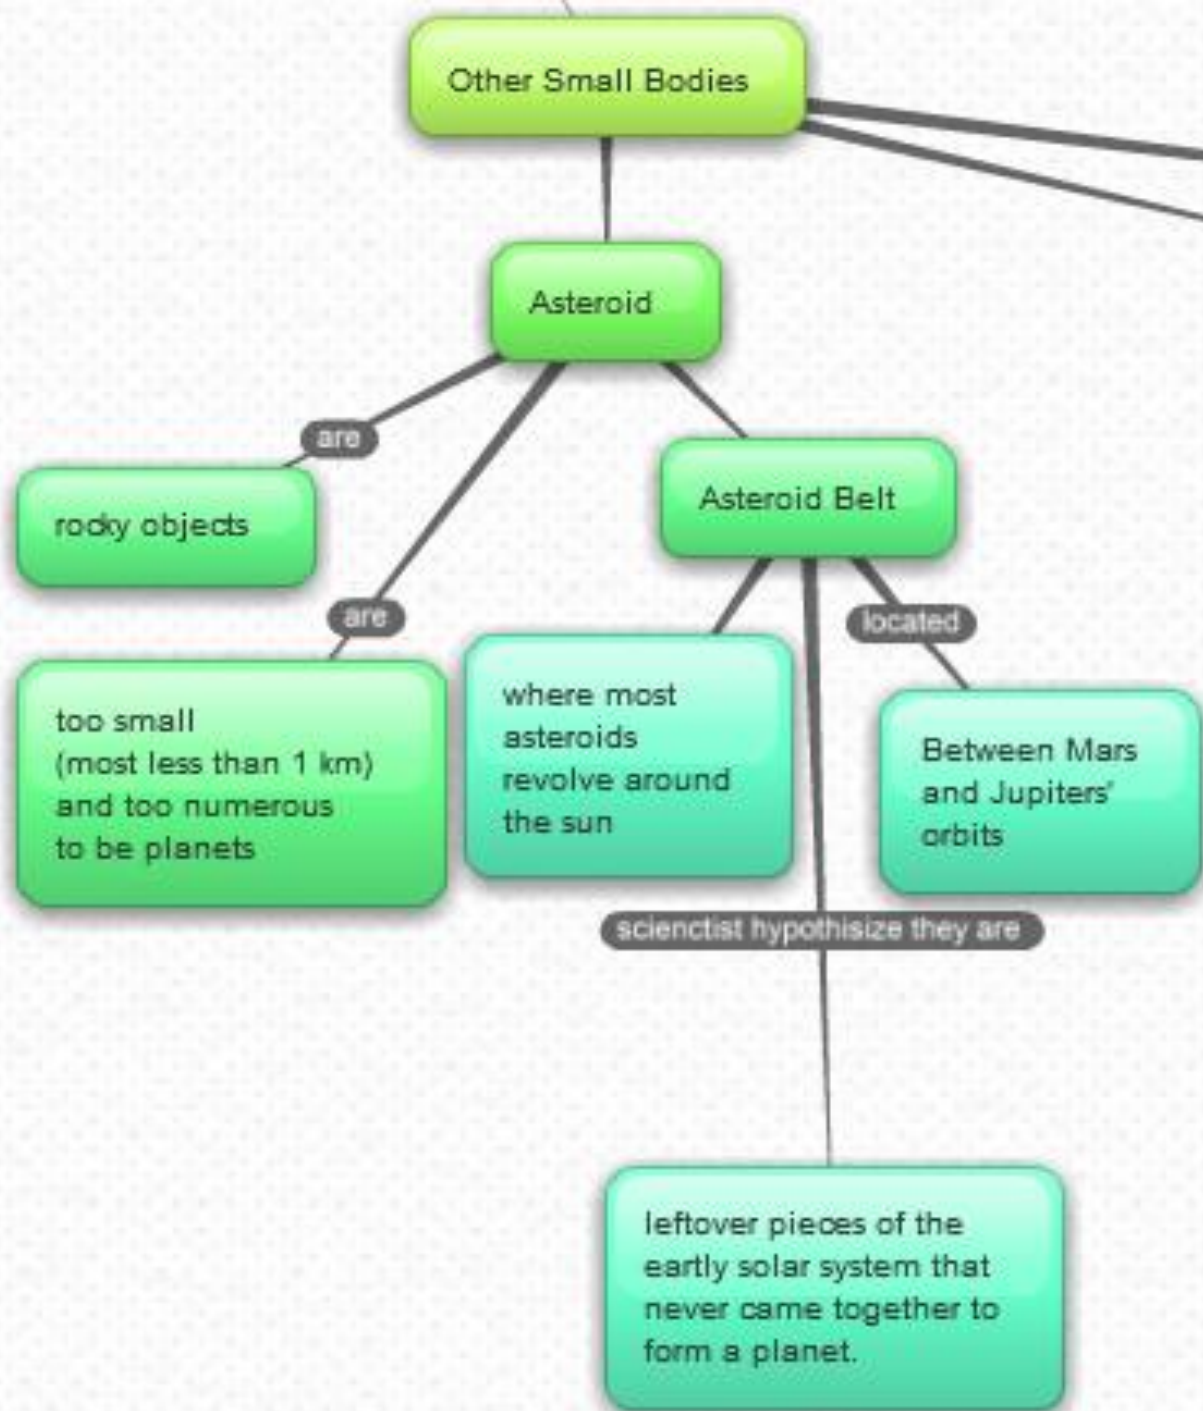 Other Small Bodies
Asteroid
are
rocky objects
are
too small
(most less than 1 km)
and too numerous
to be planets
Asteroid Belt
where most
asteroids
revolve around
the sun
located
Between Mars
and Jupiters'
orbits
scienctist hypothisize they are
leftover pieces of the
eartly solar system that
never came together to
form a planet.